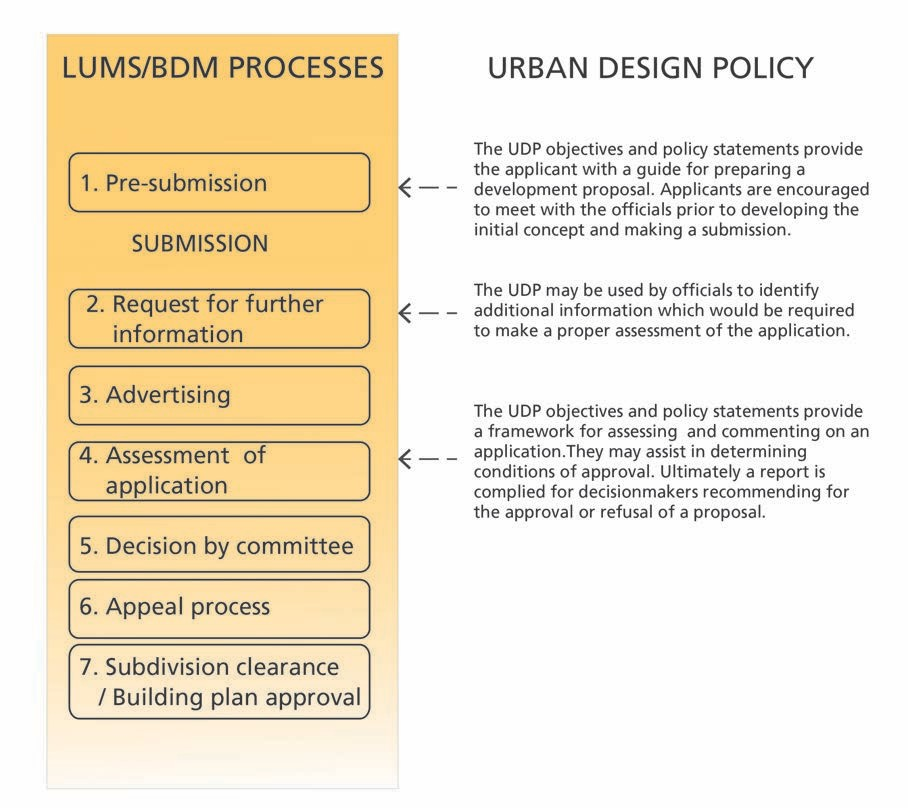 LUMS/BDM PROCESSES
URBAN DESIGN POLICY
1. Pre-submission
The UDP objectives and policy statements provide
the applicant with a guide for preparing a
development proposal. Applicants are encouraged
to meet with the officials prior to developing the
initial concept and making a submission.
SUBMISSION
2. Request for further
information
The UDP may be used by officials to identify
additional information which would be required
to make a proper assessment of the application.
3. Advertising
4. Assessment of
application
The UDP objectives and policy statements provide
a framework for assessing and commenting on an
application.They may assist in determining
conditions of approval. Ultimately a report is
complied for decisionmakers recommending for
the approval or refusal of a proposal.
5. Decision by committee
6. Appeal process
7. Subdivision clearance
/ Building plan approval